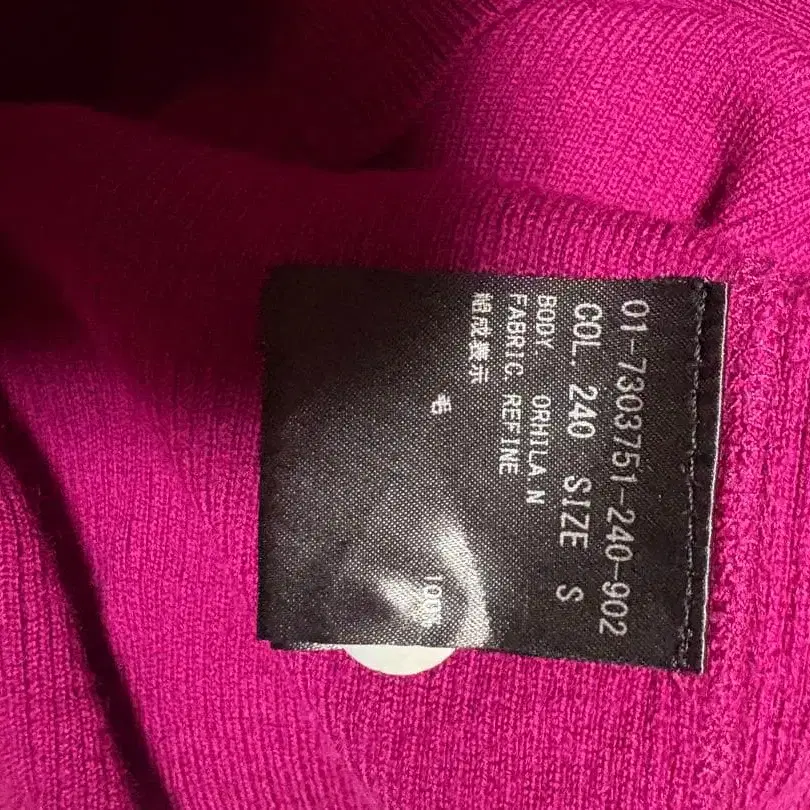 01-7303751-240-902
COL. 240 SIZE S
BODY. ORHILA N
FABRIC. REFINE
組成表示
毛 100%